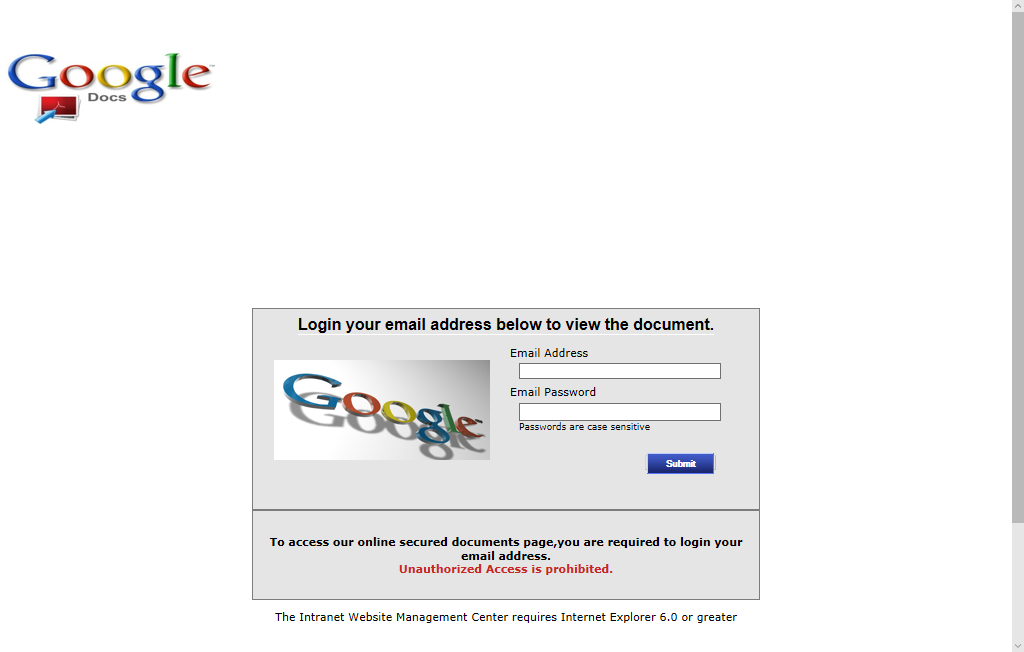 Google™
Docs
Login your email address below to view the document.
Email Address
Google™
Email Password
Passwords are case sensitive
Submit
To access our online secured documents page,you are required to login your
email address.
Unauthorized Access is prohibited.
The Intranet Website Management Center requires Internet Explorer 6.0 or greater